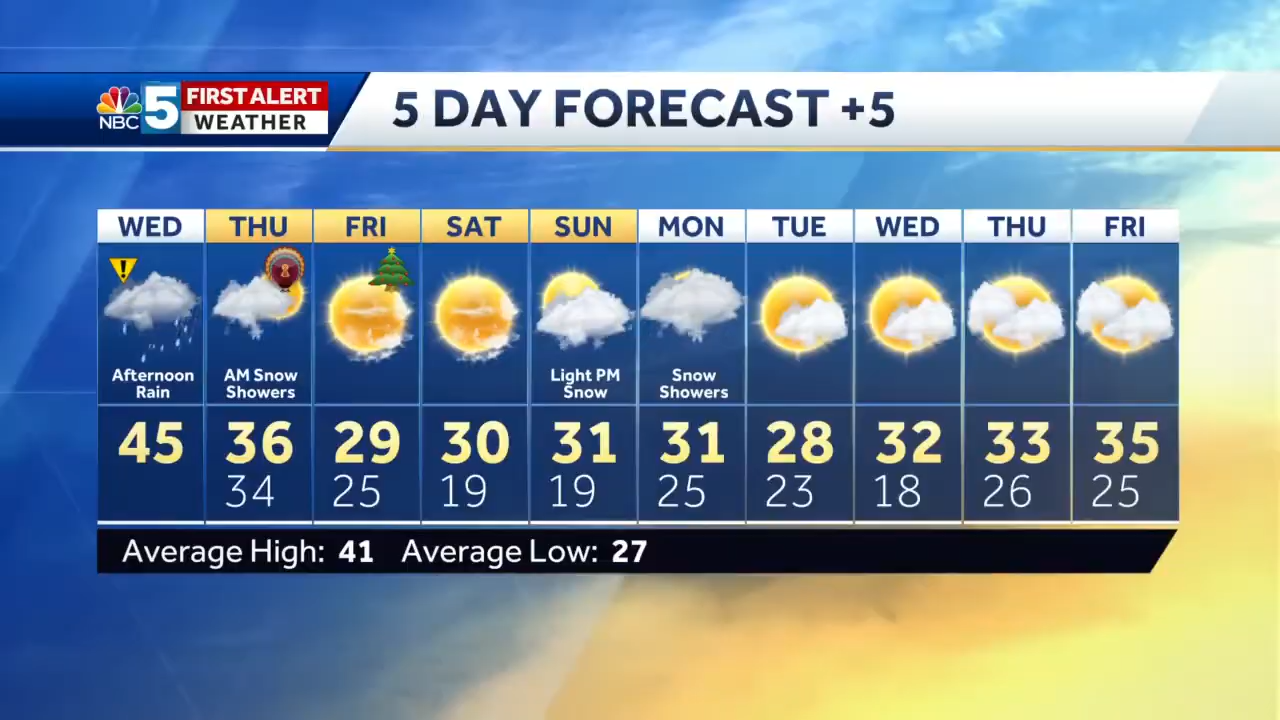 NBC 5 FIRST ALERT
WEATHER
5 DAY FORECAST +5
WED THU FRI SAT SUN MON TUE WED THU FRI
!
Afternoon
Rain
AM Snow
Showers
Light PM
Snow
Snow
Showers
45 36 29 30 31 31 28 32 33 35
34 25 19 19 25 23 18 26 25
Average High: 41 Average Low: 27